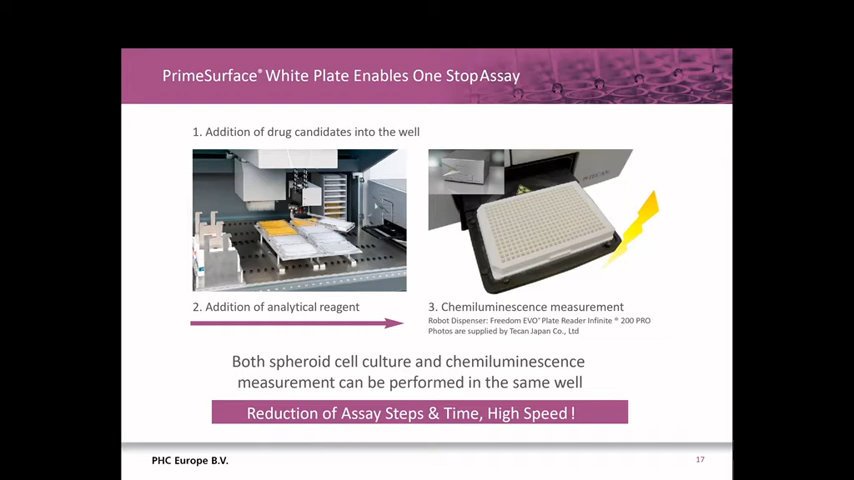 PrimeSurface® White Plate Enables One Stop Assay
1. Addition of drug candidates into the well
TECAN
2. Addition of analytical reagent
3. Chemiluminescence measurement
Robot Dispenser: Freedom EVO® Plate Reader Infinite ® 200 PRO
Photos are supplied by Tecan Japan Co., Ltd
Both spheroid cell culture and chemiluminescence
measurement can be performed in the same well
Reduction of Assay Steps & Time, High Speed !
PHC Europe B.V.
17